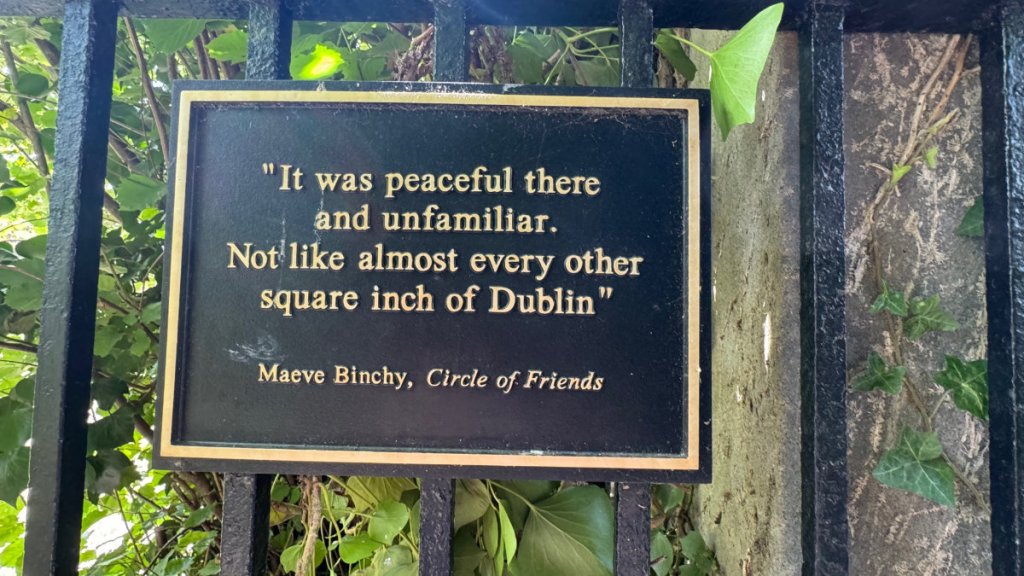 "It was peaceful there
and unfamiliar.
Not like almost every other
square inch of Dublin"
Maeve Binchy, Circle of Friends